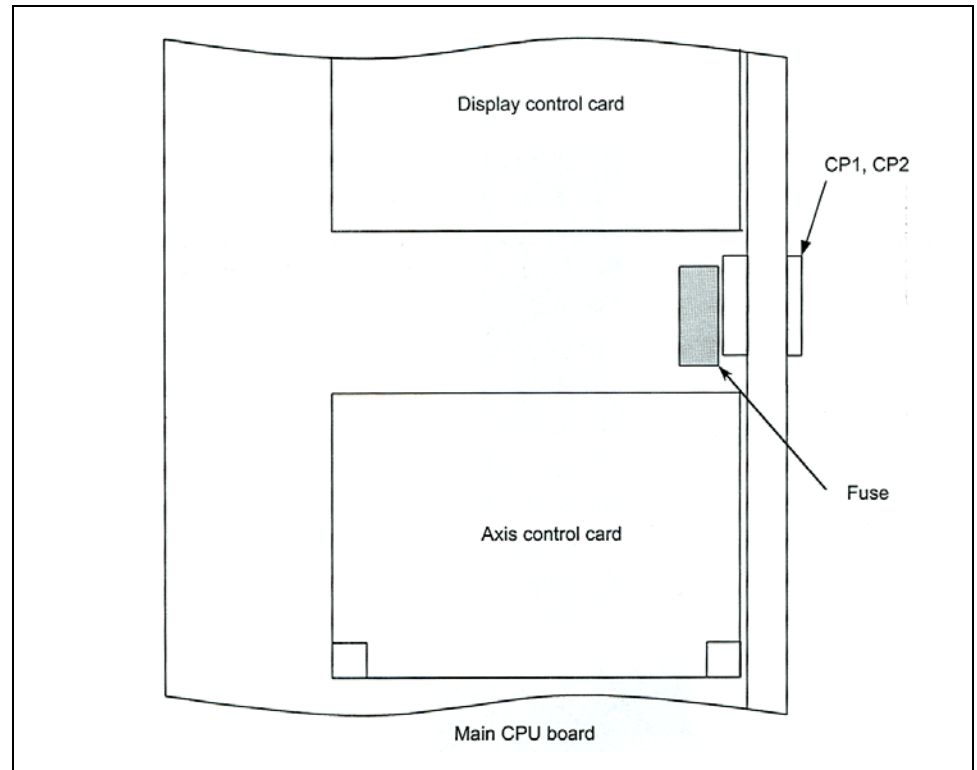 Display control card
CP1, CP2
Fuse
Axis control card
Main CPU board